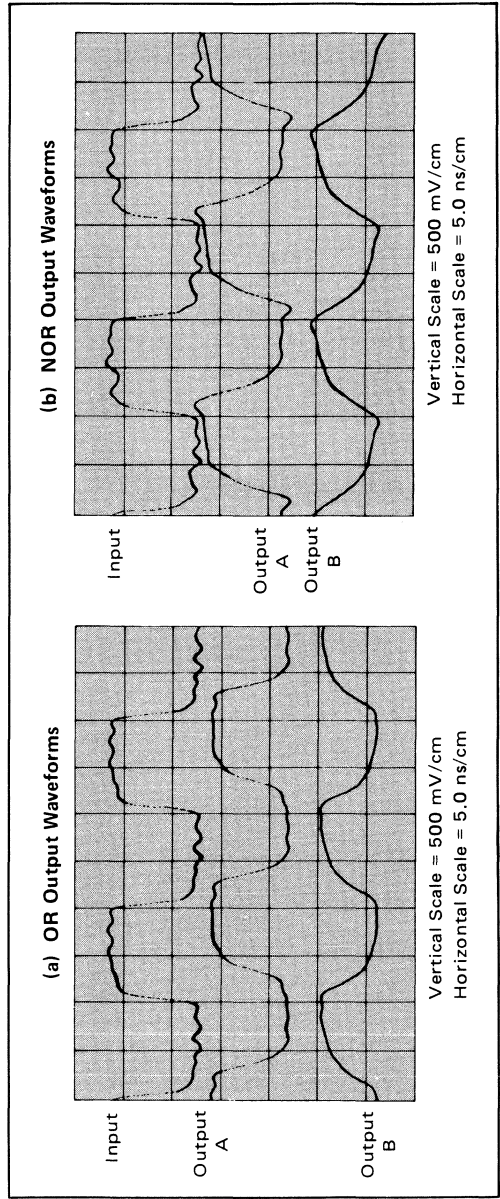 (a) OR Output Waveforms
Input
Output
A
Output
B
Vertical Scale = 500 mV/cm
Horizontal Scale = 5.0 ns/cm
(b) NOR Output Waveforms
Input
Output
A
Output
B
Vertical Scale = 500 mV/cm
Horizontal Scale = 5.0 ns/cm